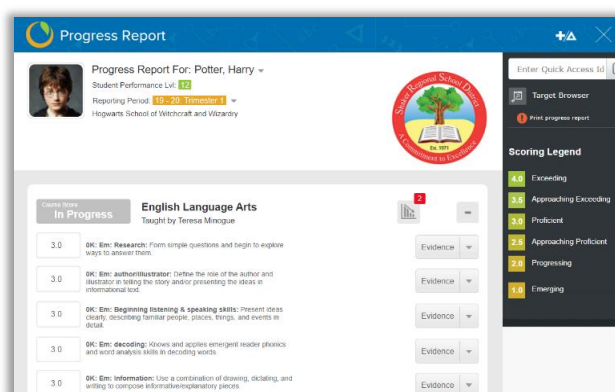 Progress Report
Progress Report For: Potter, Harry
Student Performance Lvl: 12
Reporting Period: 19 - 20: Trimester 1
Hogwarts School of Witchcraft and Wizardry
Regional School District
Est. 1971
A Commitment to Excellence
Enter Quick Access Id
Target Browser
Print progress report
Scoring Legend
4.0 Exceeding
3.5 Approaching Exceeding
3.0 Proficient
2.5 Approaching Proficient
2.0 Progressing
1.0 Emerging
Course Score
In Progress
English Language Arts
Taught by Teresa Minogue
2
3.0
0K: Em: Research: Form simple questions and begin to explore
ways to answer them.
Evidence
3.0
0K: Em: author/illustrator: Define the role of the author and
illustrator in telling the story and/or presenting the ideas in
informational text.
Evidence
3.0
0K: Em: Beginning listening & speaking skills: Present ideas
clearly, describing familiar people, places, things, and events in
detail.
Evidence
3.0
0K: Em: decoding: Knows and applies emergent reader phonics
and word analysis skills in decoding words.
Evidence
3.0
0K: Em: Information: Use a combination of drawing, dictating, and
writing to compose informative/explanatory pieces.
Evidence